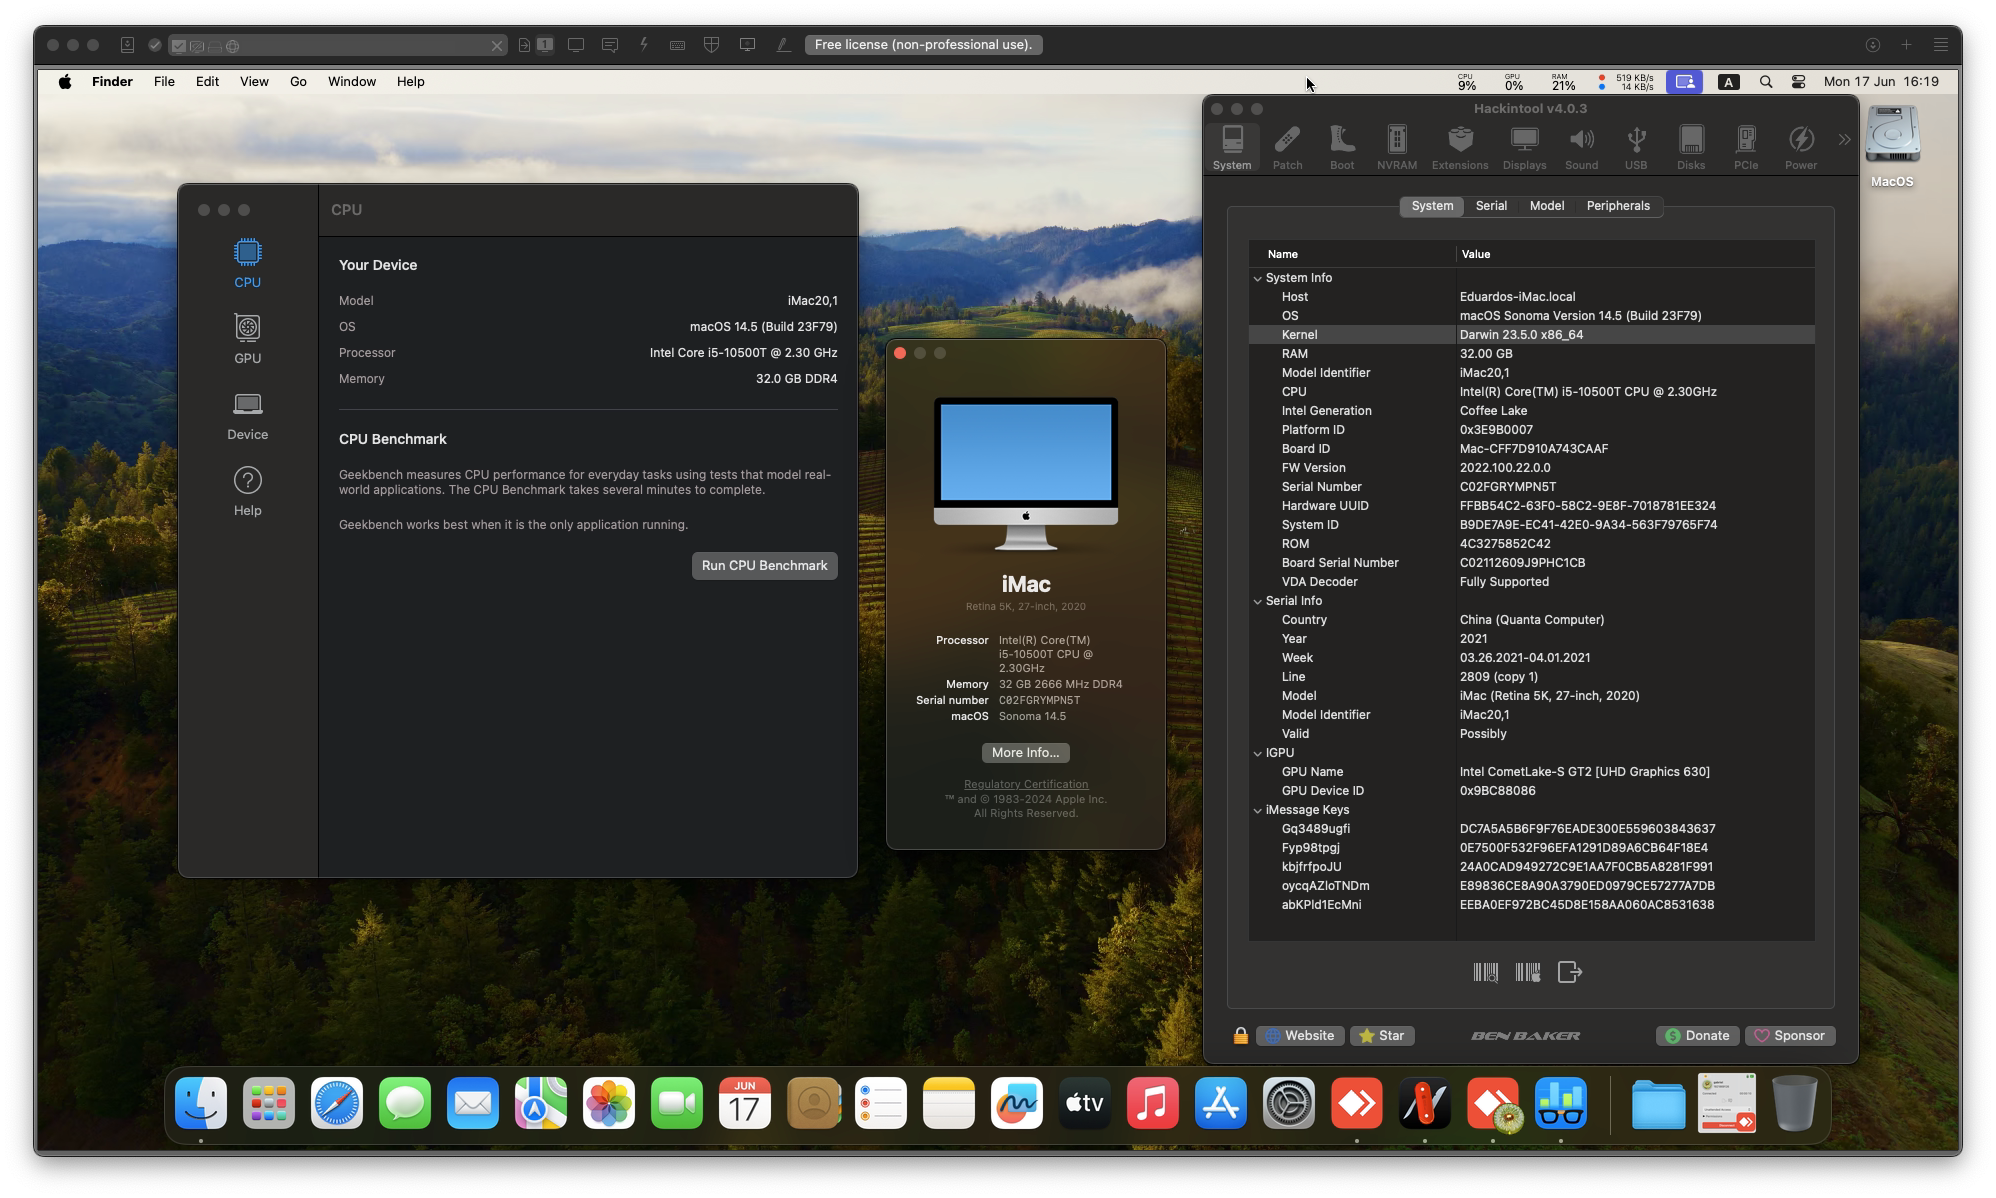 1
Free license (non-professional use).
Finder File Edit View Go Window Help
CPU 9% GPU 0% RAM 21% 519 KB/s 14 KB/s A Mon 17 Jun 16:19
MacOS
CPU
CPU
GPU
Device
Help
Your Device
Model iMac20,1
OS macOS 14.5 (Build 23F79)
Processor Intel Core i5-10500T @ 2.30 GHz
Memory 32.0 GB DDR4
CPU Benchmark
Geekbench measures CPU performance for everyday tasks using tests that model real-
world applications. The CPU Benchmark takes several minutes to complete.
Geekbench works best when it is the only application running.
Run CPU Benchmark
iMac
Retina 5K, 27-inch, 2020
Processor Intel(R) Core(TM)
i5-10500T CPU @
2.30GHz
Memory 32 GB 2666 MHz DDR4
Serial number C02FGRYMPN5T
macOS Sonoma 14.5
More Info...
Regulatory Certification
™ and © 1983-2024 Apple Inc.
All Rights Reserved.
Hackintool v4.0.3
System Patch Boot NVRAM Extensions Displays Sound USB Disks PCIe Power
System Serial Model Peripherals
Name Value
System Info
Host Eduardos-iMac.local
OS macOS Sonoma Version 14.5 (Build 23F79)
Kernel Darwin 23.5.0 x86_64
RAM 32.00 GB
Model Identifier iMac20,1
CPU Intel(R) Core(TM) i5-10500T CPU @ 2.30GHz
Intel Generation Coffee Lake
Platform ID 0x3E9B0007
Board ID Mac-CFF7D910A743CAAF
FW Version 2022.100.22.0.0
Serial Number C02FGRYMPN5T
Hardware UUID FFBB54C2-63F0-58C2-9E8F-7018781EE324
System ID B9DE7A9E-EC41-42E0-9A34-563F79765F74
ROM 4C3275852C42
Board Serial Number C02112609J9PHC1CB
VDA Decoder Fully Supported
Serial Info
Country China (Quanta Computer)
Year 2021
Week 03.26.2021-04.01.2021
Line 2809 (copy 1)
Model iMac (Retina 5K, 27-inch, 2020)
Model Identifier iMac20,1
Valid Possibly
IGPU
GPU Name Intel CometLake-S GT2 [UHD Graphics 630]
GPU Device ID 0x9BC88086
iMessage Keys
Gq3489ugfi DC7A5A5B6F9F76EADE300E559603843637
Fyp98tpgj 0E7500F532F96EFA1291D89A6CB64F18E4
kbjfrfpoJU 24A0CAD949272C9E1AA7F0CB5A8281F991
oycqAZloTNDm E89836CE8A90A3790ED0979CE57277A7DB
abKPld1EcMni EEBA0EF972BC45D8E158AA060AC8531638
Website Star BEN BAKER Donate Sponsor
JUN
17
tv